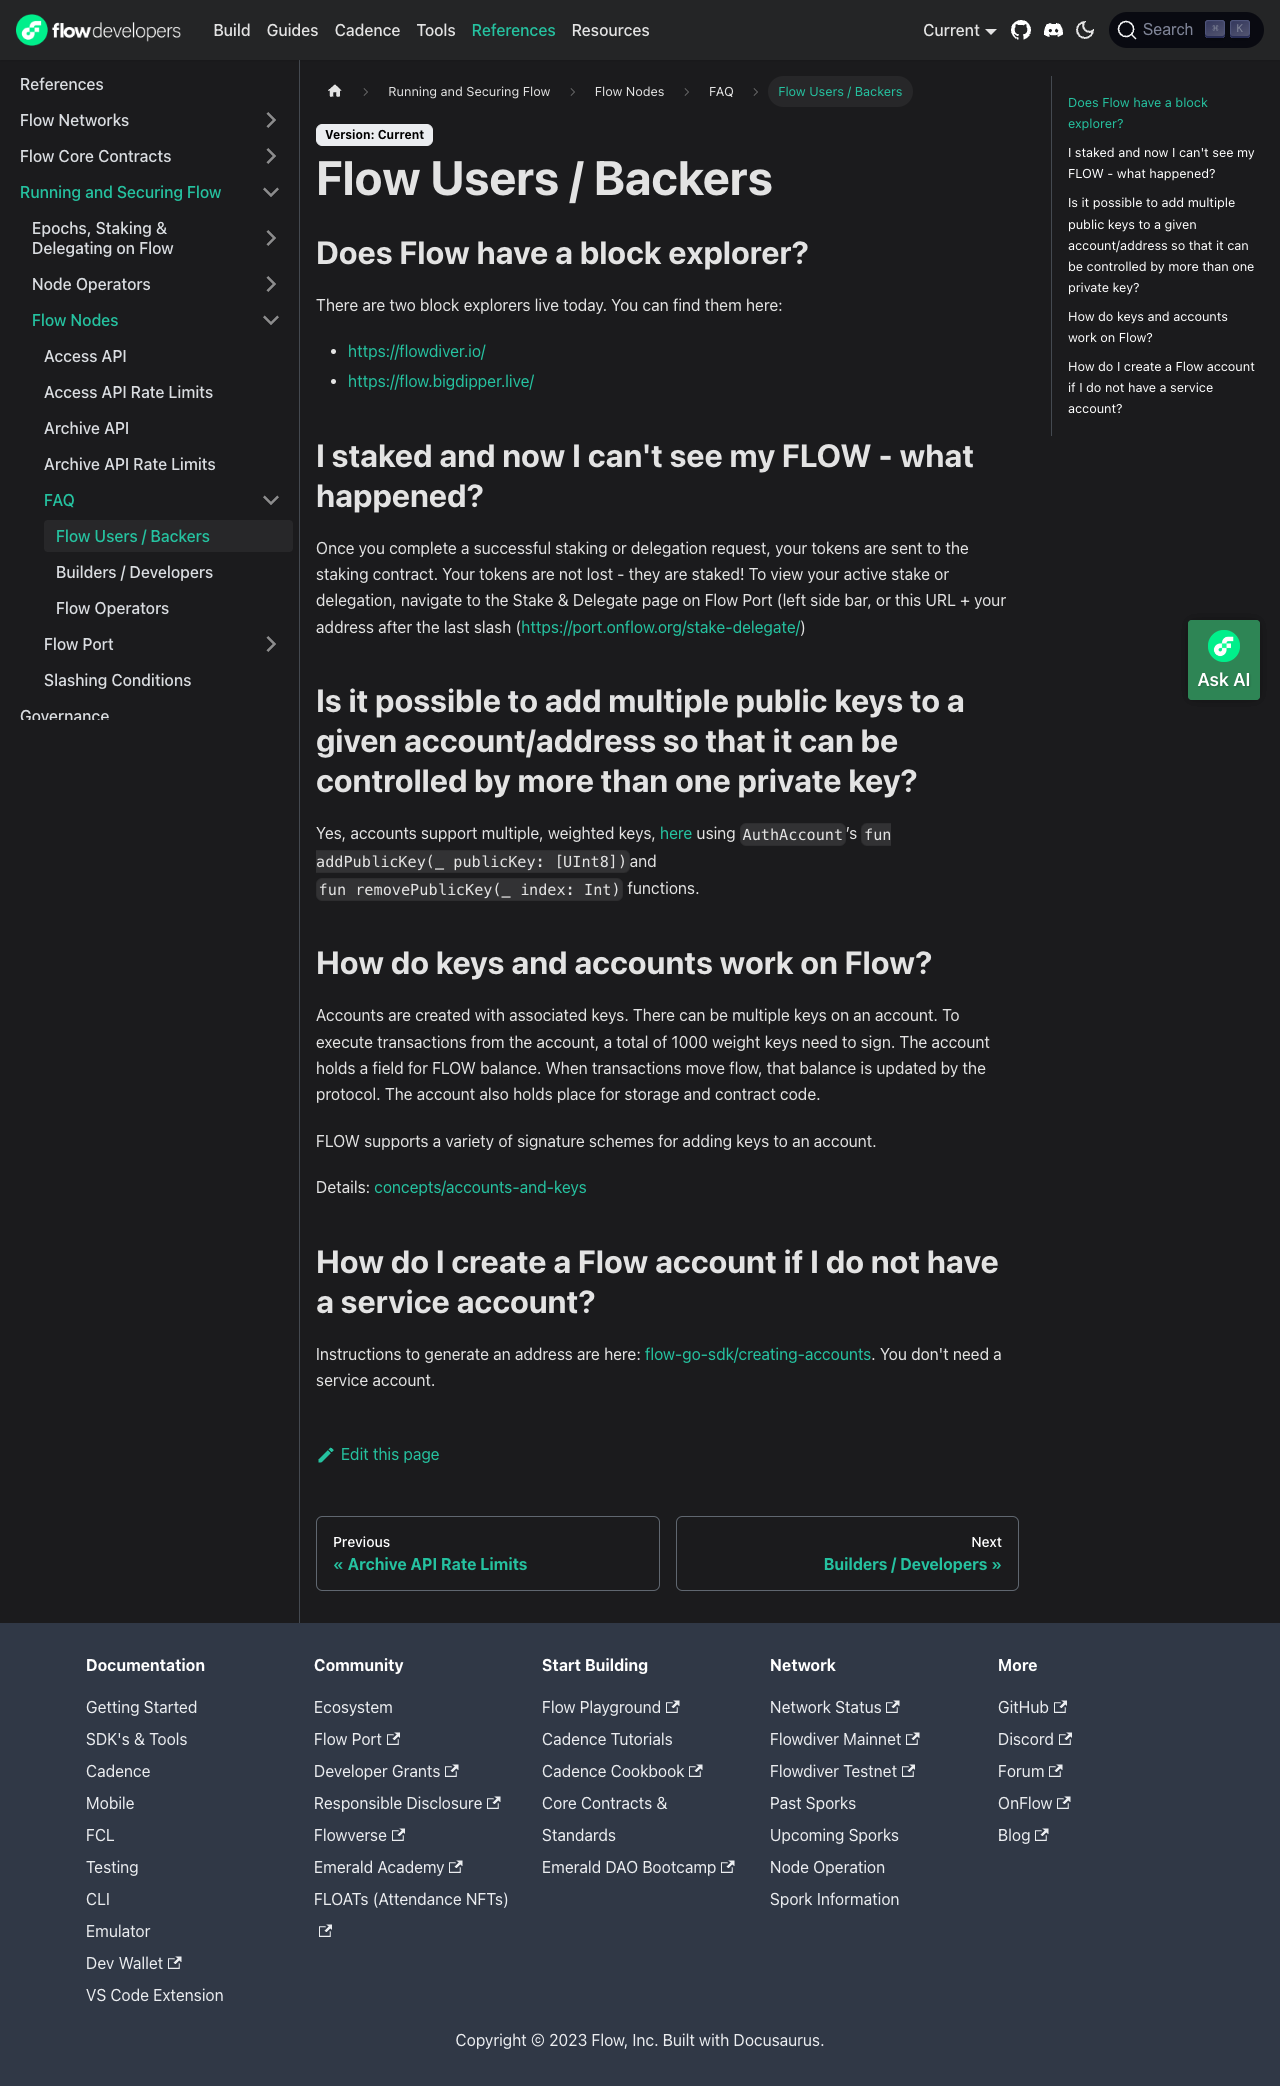 flowdevelopers
Build
Guides
Cadence
Tools
References
Resources
Current
Search
⌘
K
References
Flow Networks
Flow Core Contracts
Running and Securing Flow
Epochs, Staking &
Delegating on Flow
Node Operators
Flow Nodes
Access API
Access API Rate Limits
Archive API
Archive API Rate Limits
FAQ
Flow Users / Backers
Builders / Developers
Flow Operators
Flow Port
Slashing Conditions
Governance
Running and Securing Flow
Flow Nodes
FAQ
Flow Users / Backers
Version: Current
Flow Users / Backers
Does Flow have a block explorer?
There are two block explorers live today. You can find them here:
• https://flowdiver.io/
• https://flow.bigdipper.live/
I staked and now I can't see my FLOW - what
happened?
Once you complete a successful staking or delegation request, your tokens are sent to the
staking contract. Your tokens are not lost - they are staked! To view your active stake or
delegation, navigate to the Stake & Delegate page on Flow Port (left side bar, or this URL + your
address after the last slash (https://port.onflow.org/stake-delegate/)
Is it possible to add multiple public keys to a
given account/address so that it can be
controlled by more than one private key?
Yes, accounts support multiple, weighted keys, here using AuthAccount’s fun
addPublicKey(_ publicKey: [UInt8]) and
fun removePublicKey(_ index: Int) functions.
How do keys and accounts work on Flow?
Accounts are created with associated keys. There can be multiple keys on an account. To
execute transactions from the account, a total of 1000 weight keys need to sign. The account
holds a field for FLOW balance. When transactions move flow, that balance is updated by the
protocol. The account also holds place for storage and contract code.
FLOW supports a variety of signature schemes for adding keys to an account.
Details: concepts/accounts-and-keys
How do I create a Flow account if I do not have
a service account?
Instructions to generate an address are here: flow-go-sdk/creating-accounts. You don't need a
service account.
Edit this page
Previous
« Archive API Rate Limits
Next
Builders / Developers »
Does Flow have a block
explorer?
I staked and now I can't see my
FLOW - what happened?
Is it possible to add multiple
public keys to a given
account/address so that it can
be controlled by more than one
private key?
How do keys and accounts
work on Flow?
How do I create a Flow account
if I do not have a service
account?
Ask AI
Documentation
Getting Started
SDK's & Tools
Cadence
Mobile
FCL
Testing
CLI
Emulator
Dev Wallet
VS Code Extension
Community
Ecosystem
Flow Port
Developer Grants
Responsible Disclosure
Flowverse
Emerald Academy
FLOATs (Attendance NFTs)
Start Building
Flow Playground
Cadence Tutorials
Cadence Cookbook
Core Contracts &
Standards
Emerald DAO Bootcamp
Network
Network Status
Flowdiver Mainnet
Flowdiver Testnet
Past Sporks
Upcoming Sporks
Node Operation
Spork Information
More
GitHub
Discord
Forum
OnFlow
Blog
Copyright © 2023 Flow, Inc. Built with Docusaurus.